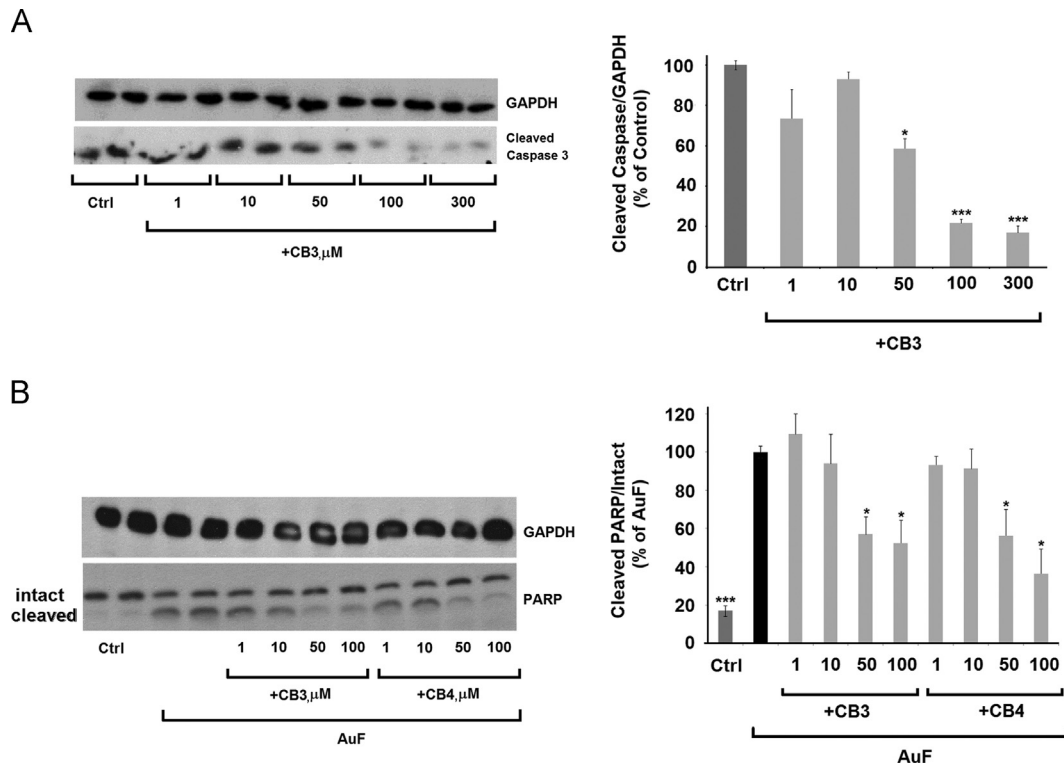 A
GAPDH
Cleaved
Caspase 3
Ctrl 1 10 50 100 300
+CB3,μM
Cleaved Caspase/GAPDH
(% of Control)
100
80
60
40
20
0
*
***
***
Ctrl 1 10 50 100 300
+CB3
B
GAPDH
intact
cleaved
PARP
Ctrl
1 10 50 100 1 10 50 100
+CB3,μM +CB4,μM
AuF
Cleaved PARP/Intact
(% of AuF)
120
100
80
60
40
20
0
***
*
*
*
*
Ctrl 1 10 50 100 1 10 50 100
+CB3 +CB4
AuF